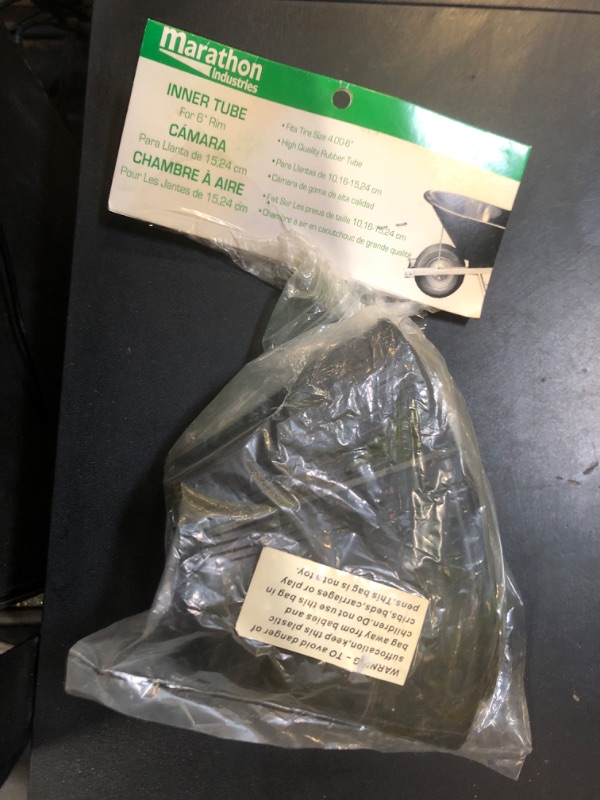 Marathon
Industries
INNER TUBE
For 6" Rim
CÁMARA
Para Llanta de 15,24 cm
CHAMBRE À AIRE
Pour Les Jantes de 15,24 cm
• Fits Tire Size 4.00-6"
• High Quality Rubber Tube
• Para Llantas de 10,16-15,24 cm
• Cámara de goma de alta calidad
• Fait Sur Les pneus de taille 10,16-15,24 cm
• Chambre à air en caoutchouc de grande qualité
WARNING - TO avoid danger of
suffocation,keep this plastic
bag away from babies and
children.Do not use this bag in
cribs,beds,carriages or play
pens.This bag is not a toy.